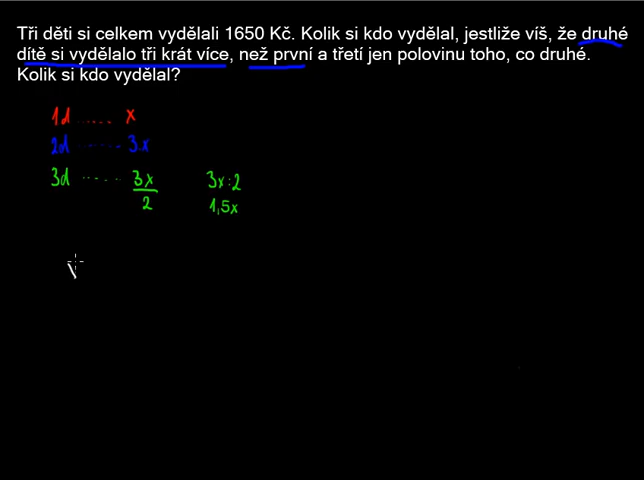 Tři děti si celkem vydělali 1650 Kč. Kolik si kdo vydělal, jestliže víš, že druhé
dítě si vydělalo tři krát více, než první a třetí jen polovinu toho, co druhé.
Kolik si kdo vydělal?
1d ..... x
2d ...... 3.x
3d ..... 3x/2 3x:2
1,5x